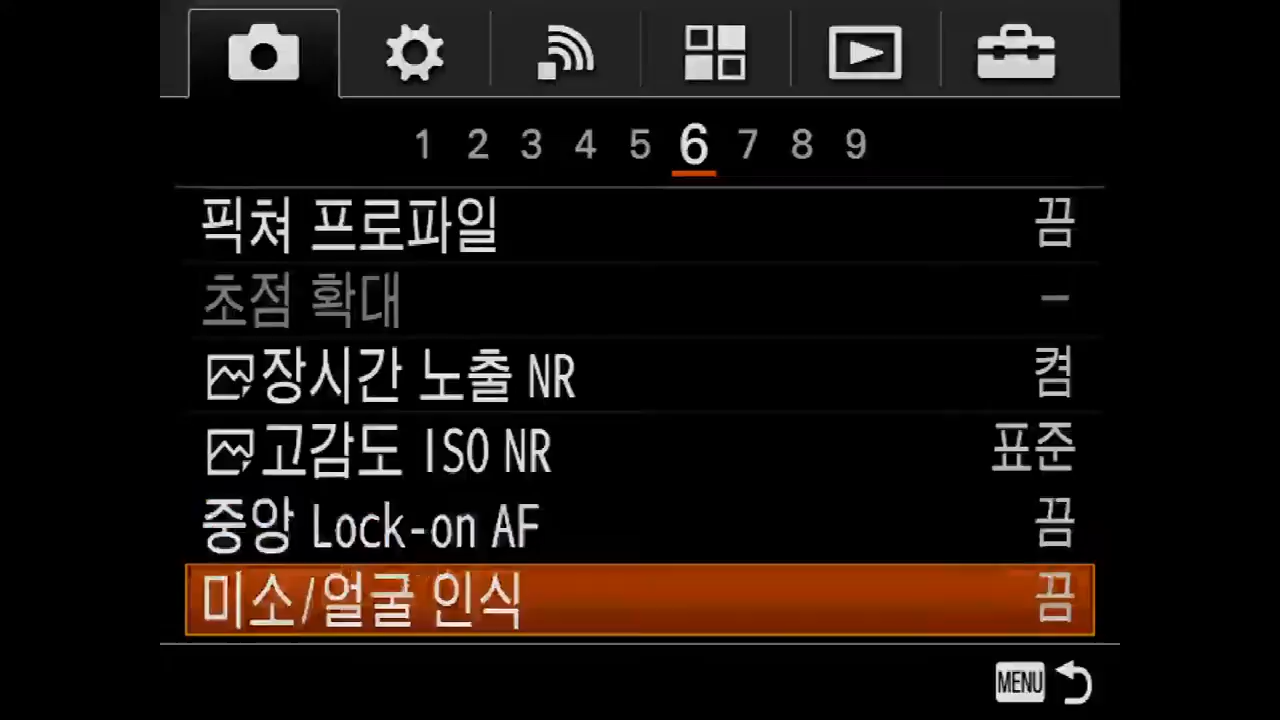 1 2 3 4 5 6 7 8 9
픽쳐 프로파일 끔
초점 확대 –
장시간 노출 NR 켬
고감도 ISO NR 표준
중앙 Lock-on AF 끔
미소/얼굴 인식 끔
MENU